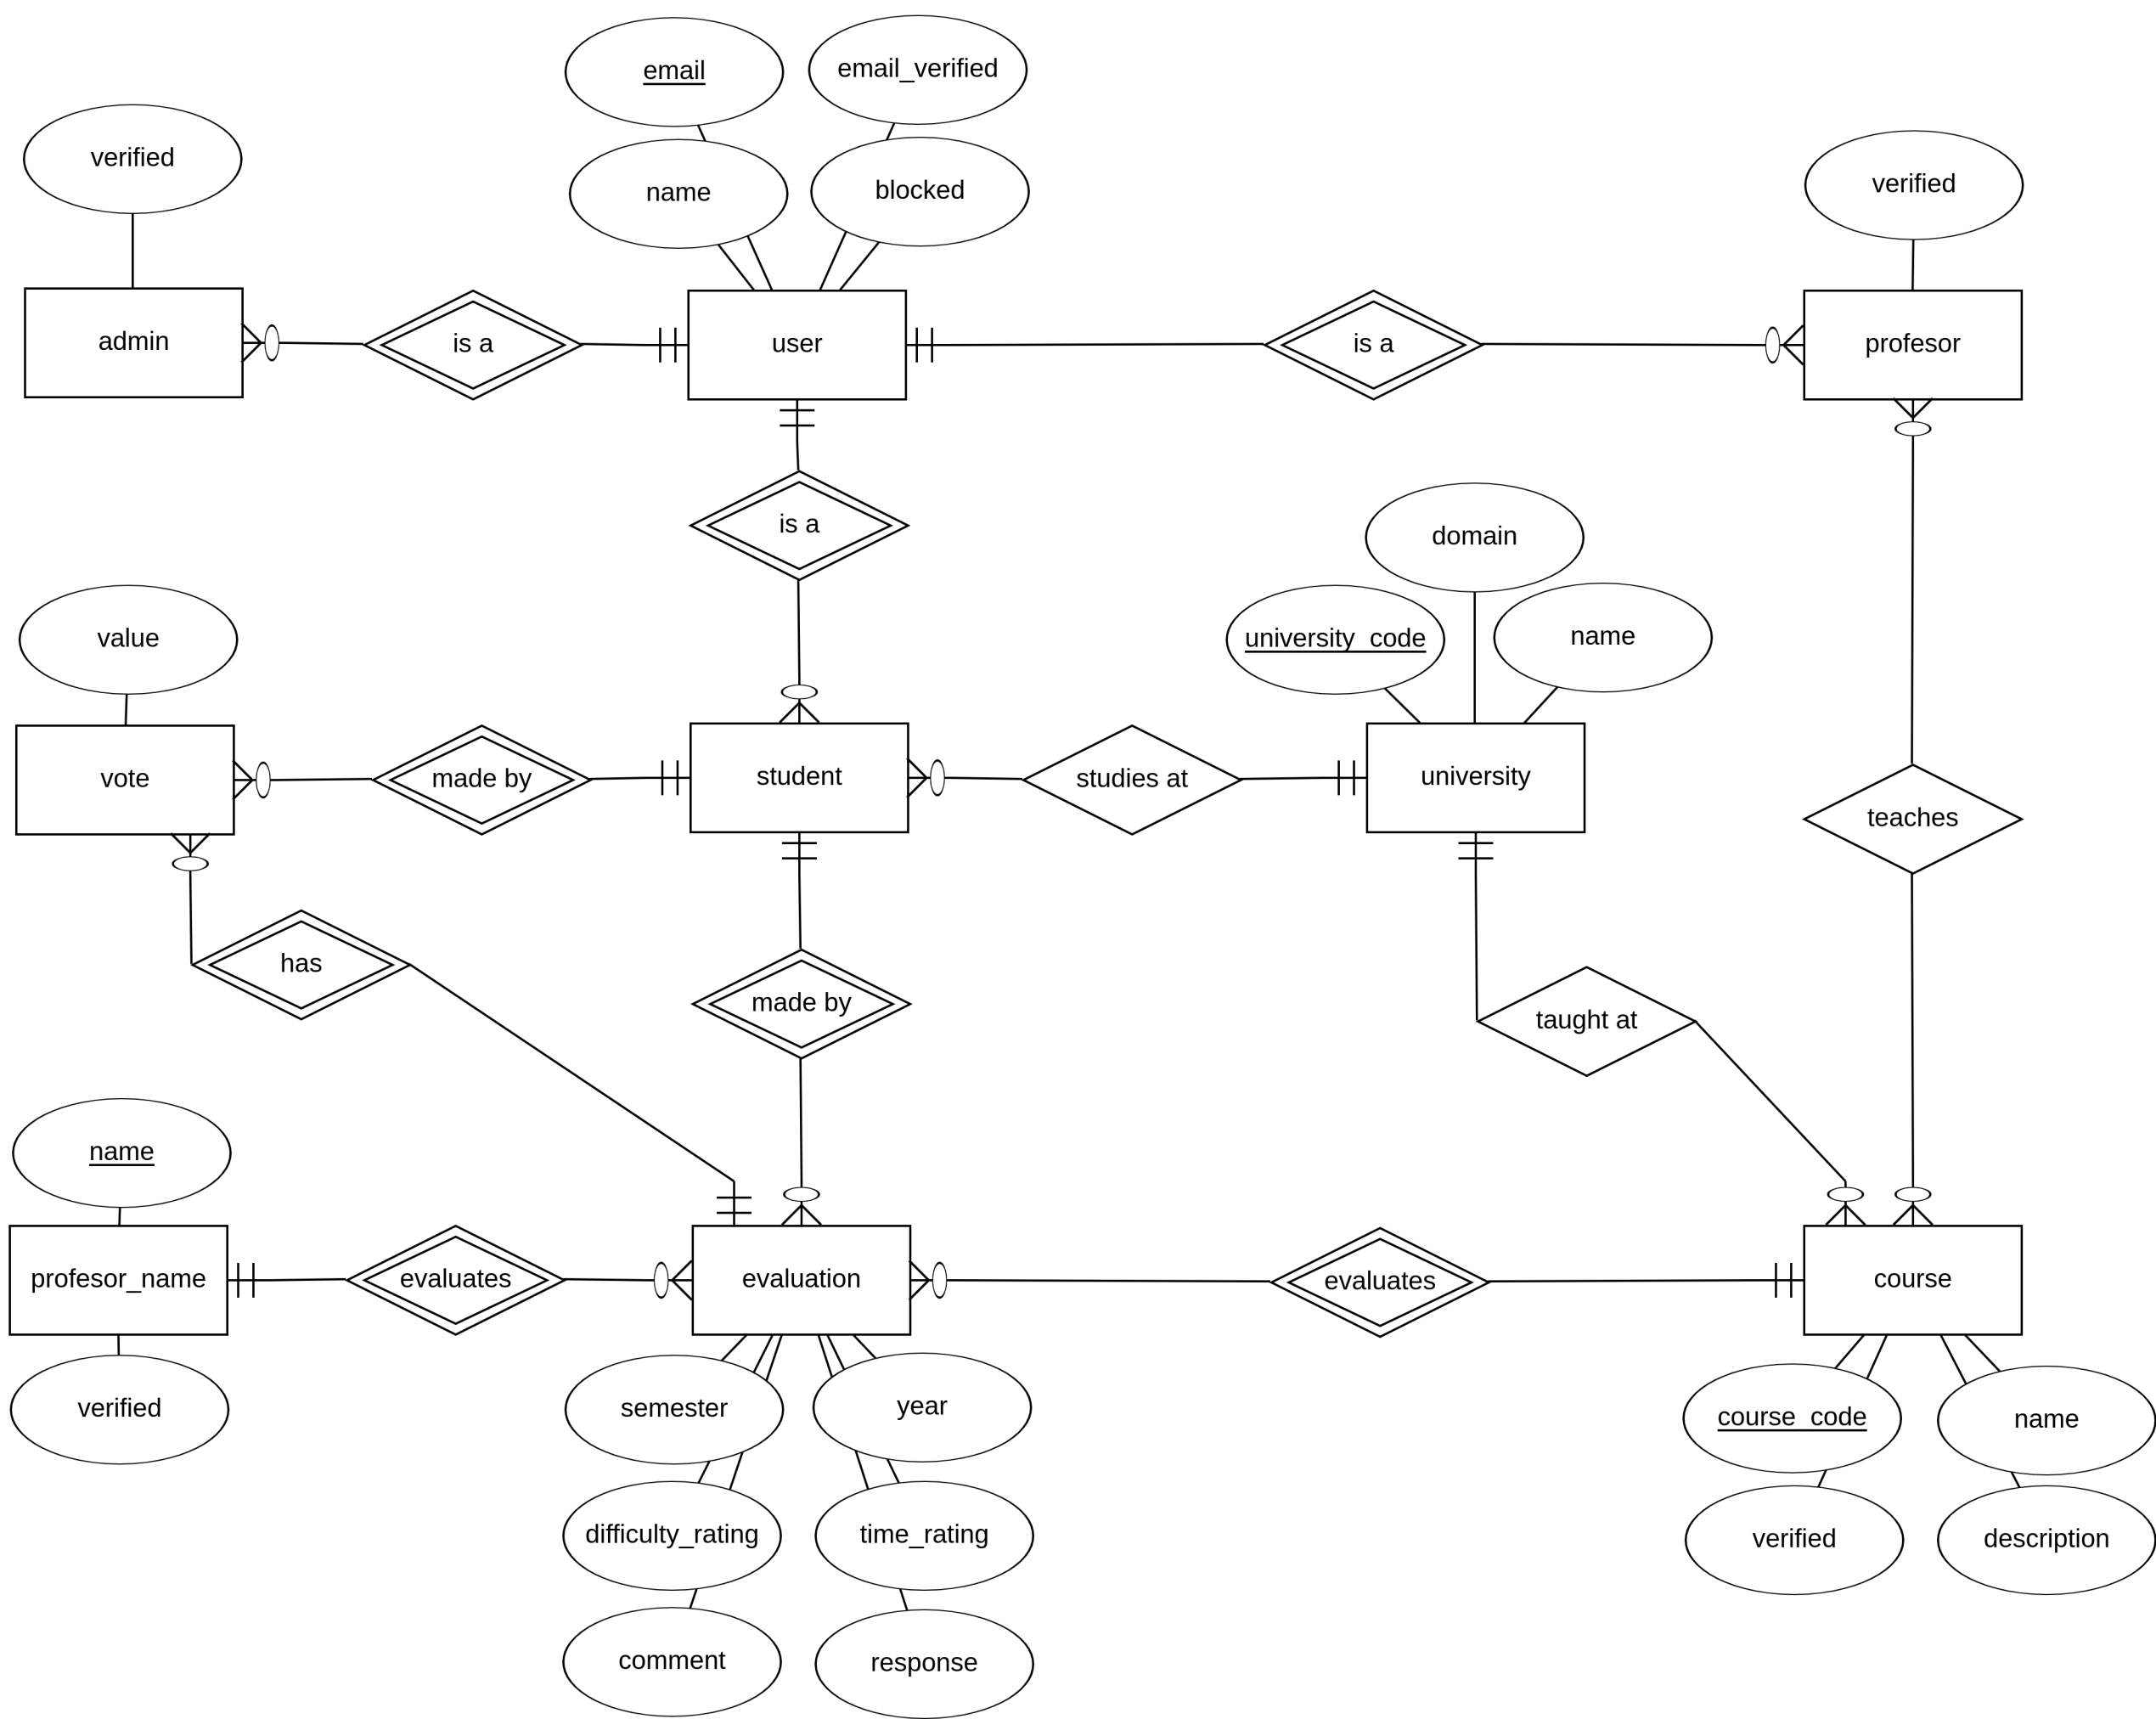 email
email_verified
verified
name
blocked
verified
admin
is a
user
is a
profesor
is a
domain
value
university_code
name
vote
made by
student
studies at
university
teaches
has
made by
taught at
name
profesor_name
evaluates
evaluation
evaluates
course
verified
semester
year
course_code
name
difficulty_rating
time_rating
verified
description
comment
response